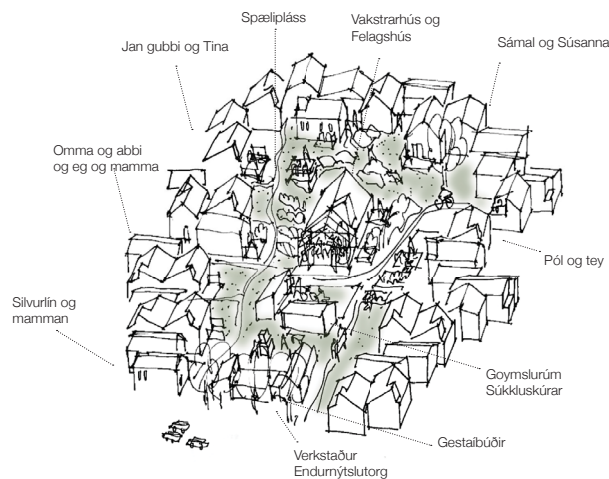 Spælipláss
Vakstrarhús og
Felagshús
Sámal og Súsanna
Jan gubbi og Tina
Omma og abbi
og eg og mamma
Pól og tey
Silvurlín og
mamman
Goymslurúm
Súkkluskúrar
Gestaíbúðir
Verkstaður
Endurnýtslutorg